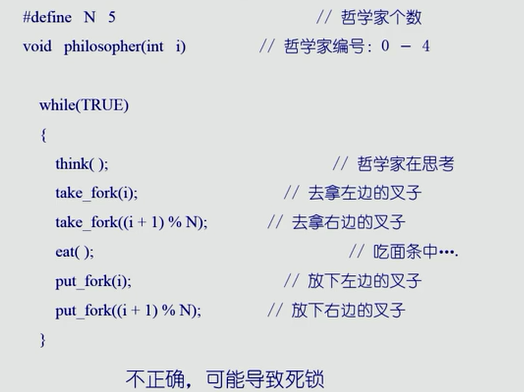 #define N 5 // 哲学家个数
void philosopher(int i) // 哲学家编号: 0 － 4
while(TRUE)
{
think( ); // 哲学家在思考
take_fork(i); // 去拿左边的叉子
take_fork((i + 1) % N); // 去拿右边的叉子
eat( ); // 吃面条中….
put_fork(i); // 放下左边的叉子
put_fork((i + 1) % N); // 放下右边的叉子
}
不正确，可能导致死锁